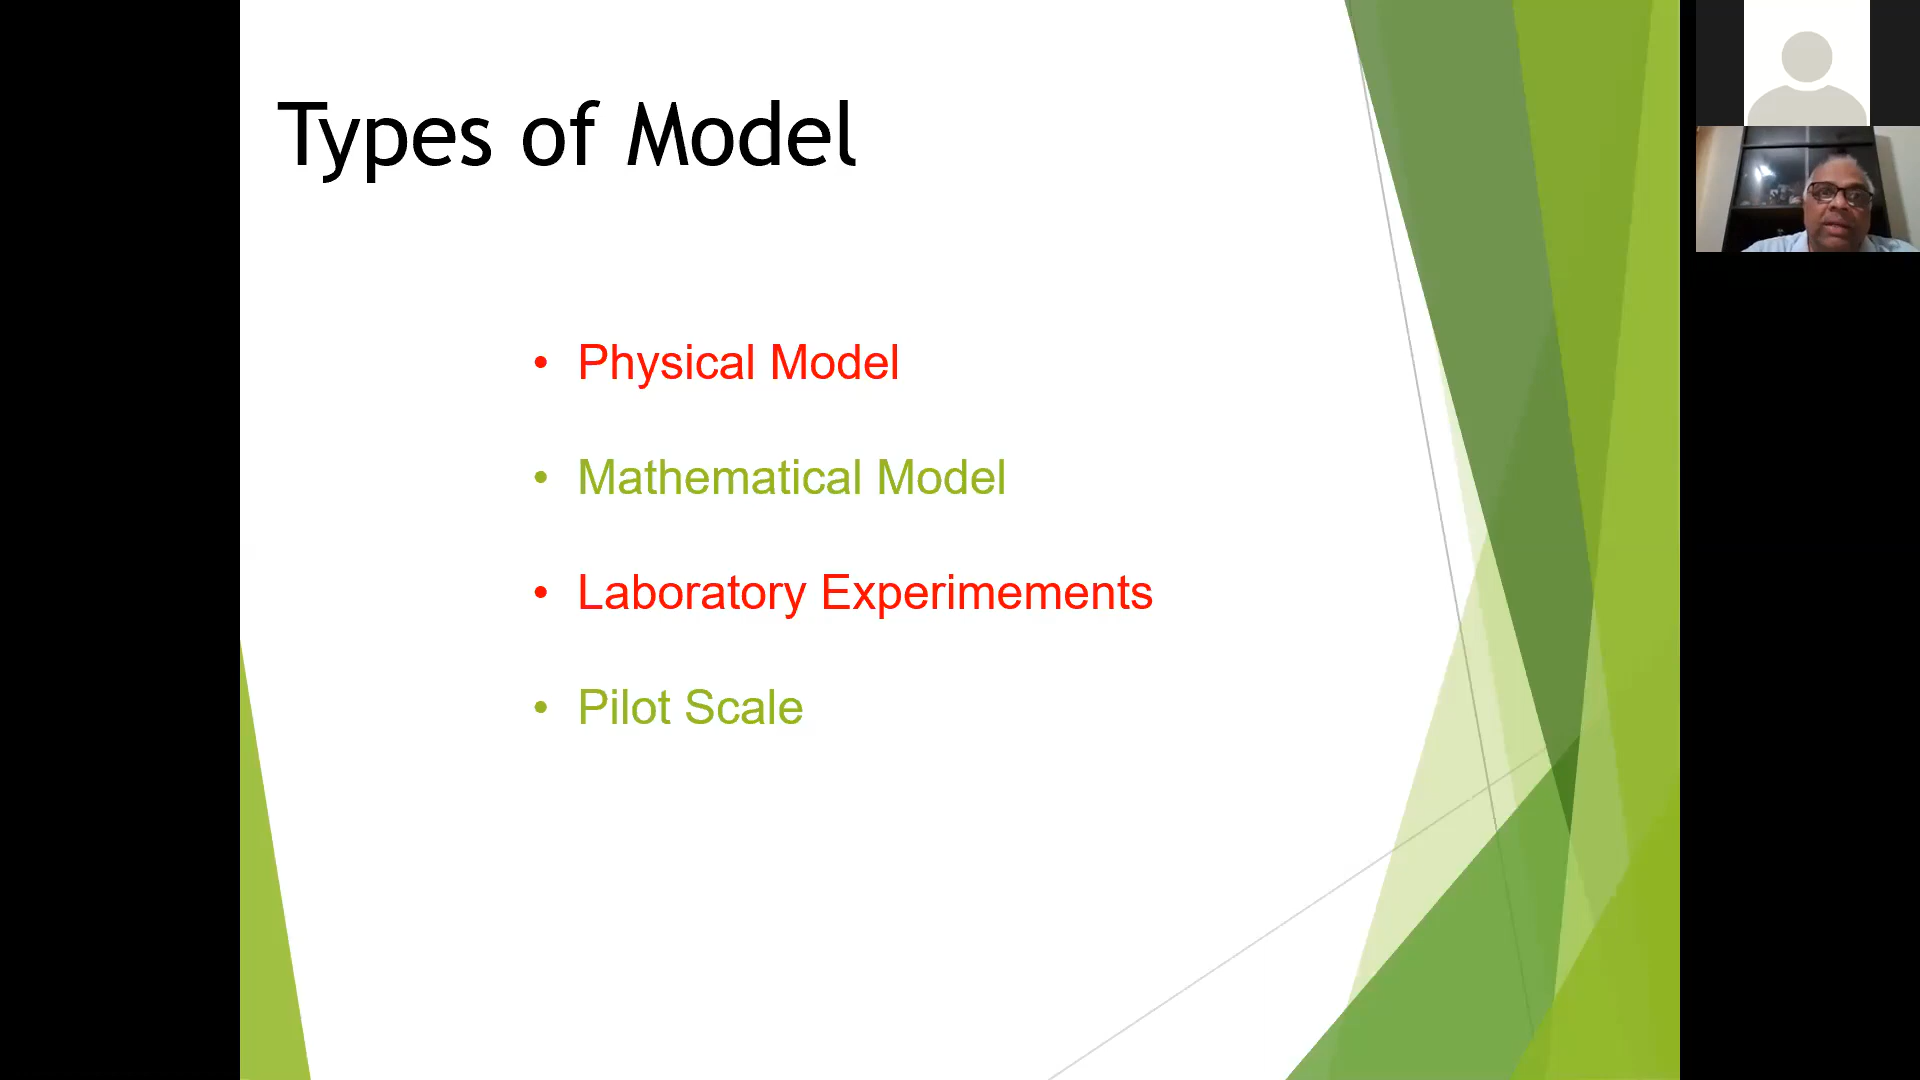 Types of Model
• Physical Model
• Mathematical Model
• Laboratory Experimements
• Pilot Scale